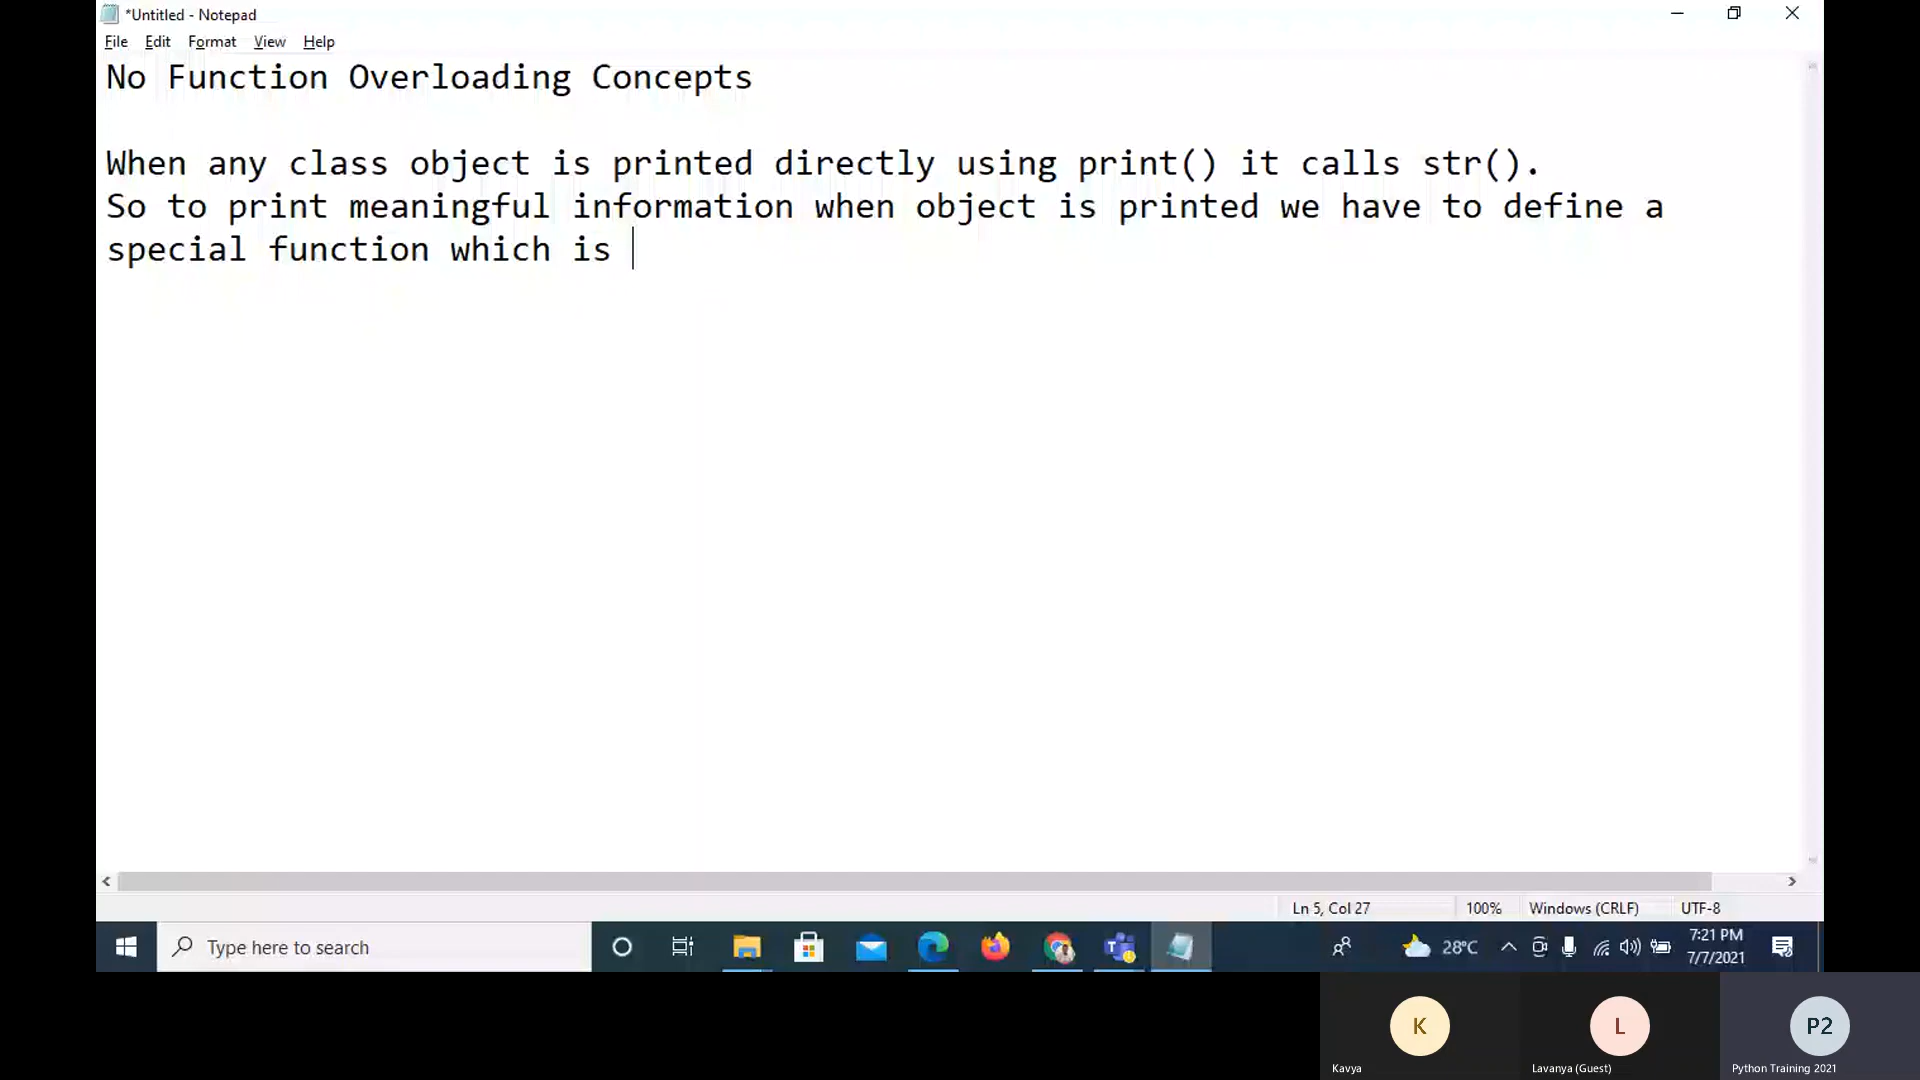 *Untitled - Notepad
File Edit Format View Help
No Function Overloading Concepts
When any class object is printed directly using print() it calls str().
So to print meaningful information when object is printed we have to define a
special function which is
Ln 5, Col 27 100% Windows (CRLF) UTF-8
Type here to search
28°C
7:21 PM
7/7/2021
K L P2
Kavya Lavanya (Guest) Python Training 2021